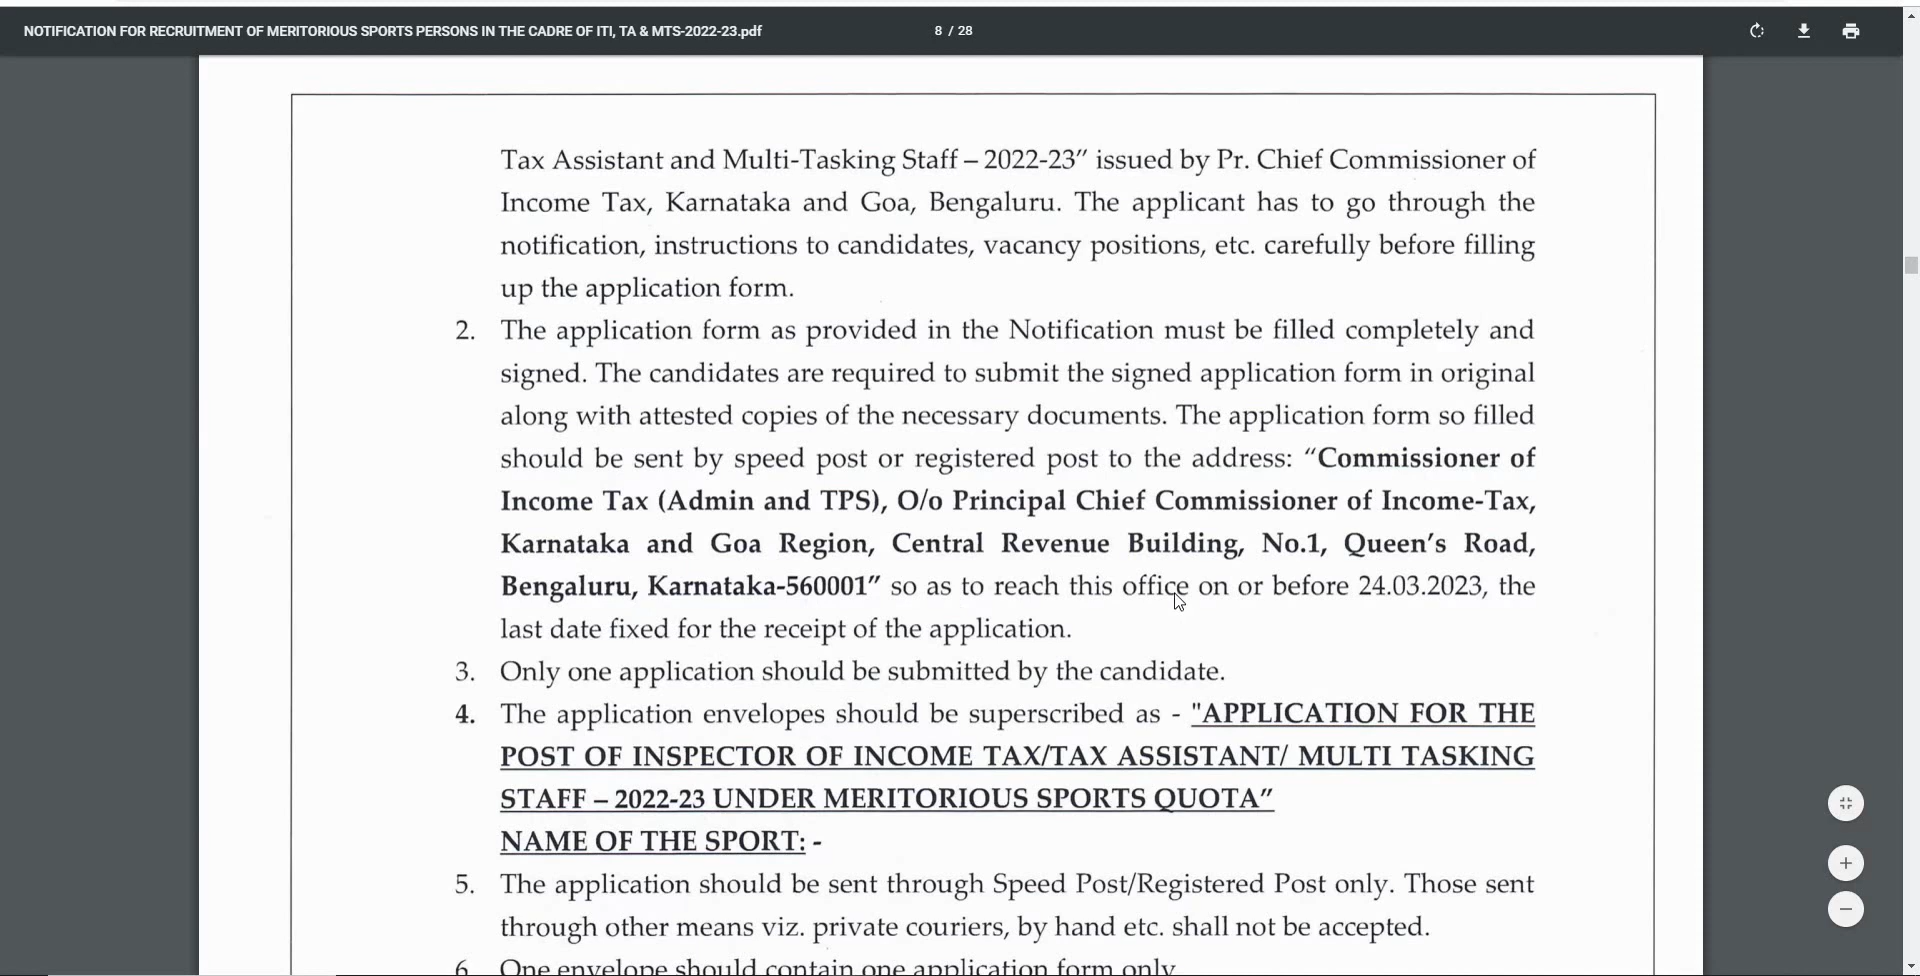 NOTIFICATION FOR RECRUITMENT OF MERITORIOUS SPORTS PERSONS IN THE CADRE OF ITI, TA & MTS-2022-23.pdf
8 / 28
Tax Assistant and Multi-Tasking Staff – 2022-23” issued by Pr. Chief Commissioner of
Income Tax, Karnataka and Goa, Bengaluru. The applicant has to go through the
notification, instructions to candidates, vacancy positions, etc. carefully before filling
up the application form.
2. The application form as provided in the Notification must be filled completely and
signed. The candidates are required to submit the signed application form in original
along with attested copies of the necessary documents. The application form so filled
should be sent by speed post or registered post to the address: “Commissioner of
Income Tax (Admin and TPS), O/o Principal Chief Commissioner of Income-Tax,
Karnataka and Goa Region, Central Revenue Building, No.1, Queen’s Road,
Bengaluru, Karnataka-560001” so as to reach this office on or before 24.03.2023, the
last date fixed for the receipt of the application.
3. Only one application should be submitted by the candidate.
4. The application envelopes should be superscribed as - "APPLICATION FOR THE
POST OF INSPECTOR OF INCOME TAX/TAX ASSISTANT/ MULTI TASKING
STAFF – 2022-23 UNDER MERITORIOUS SPORTS QUOTA”
NAME OF THE SPORT: -
5. The application should be sent through Speed Post/Registered Post only. Those sent
through other means viz. private couriers, by hand etc. shall not be accepted.
6. One envelope should contain one application form only.